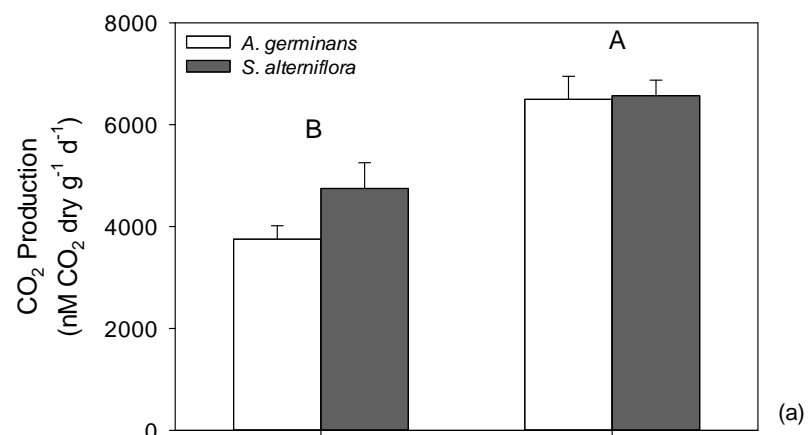 8000
A. germinans
S. alterniflora
A
B
6000
4000
2000
0
CO₂ Production
(nM CO₂ dry g⁻¹ d⁻¹)
(a)